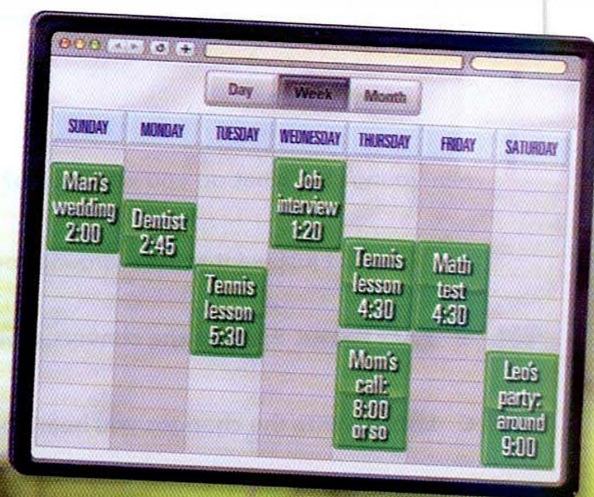 Day Week Month
SUNDAY MONDAY TUESDAY WEDNESDAY THURSDAY FRIDAY SATURDAY
Mari's
wedding
2:00
Dentist
2:45
Tennis
lesson
5:30
Job
interview
1:20
Tennis
lesson
4:30
Mom's
call:
8:00
or so
Math
test
4:30
Leo's
party:
around
9:00